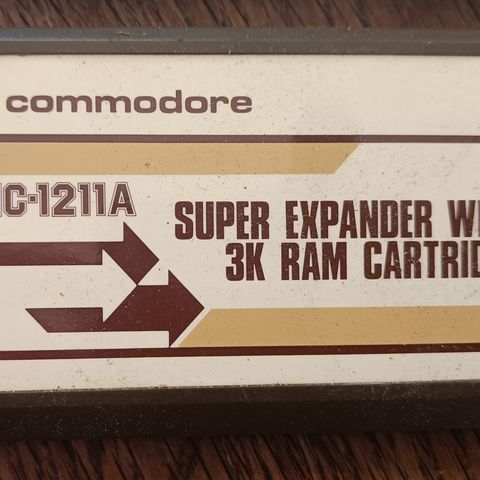 commodore
IC-1211A
SUPER EXPANDER WI
3K RAM CARTRID